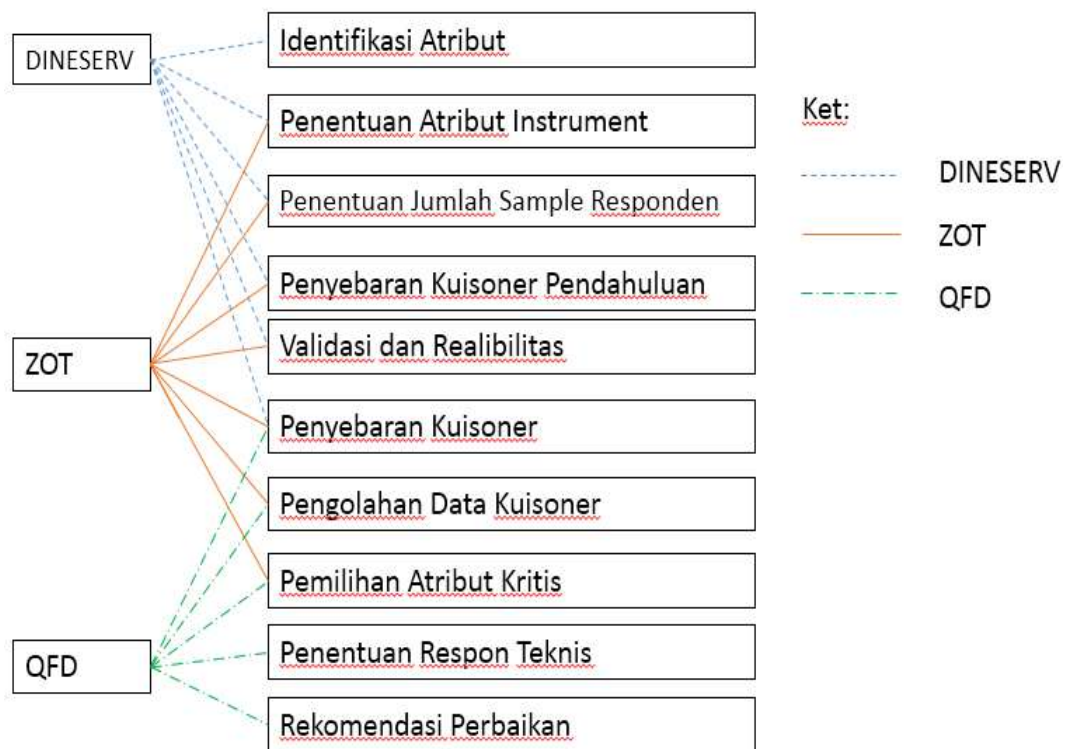 DINESERV
Identifikasi Atribut
Penentuan Atribut Instrument
Penentuan Jumlah Sample Responden
Penyebaran Kuisoner Pendahuluan
ZOT
Validasi dan Realibilitas
Penyebaran Kuisoner
Pengolahan Data Kuisoner
Pemilihan Atribut Kritis
QFD
Penentuan Respon Teknis
Rekomendasi Perbaikan
Ket:
DINESERV
ZOT
QFD